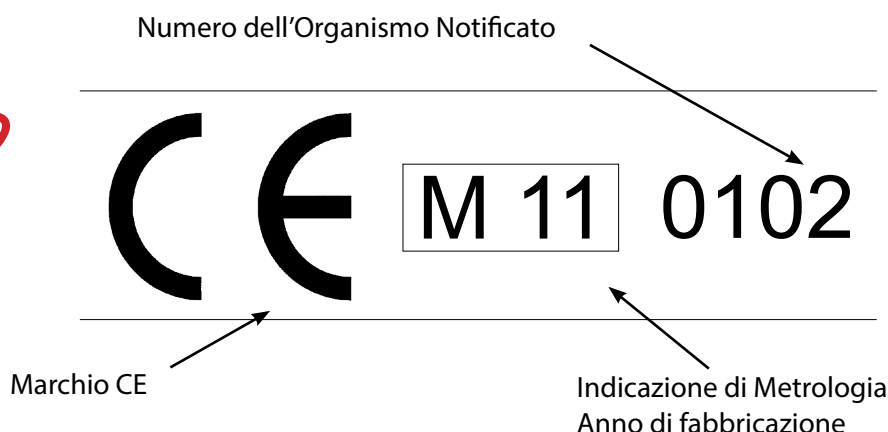 Numero dell'Organismo Notificato
CE M 11 0102
Marchio CE
Indicazione di Metrologia
Anno di fabbricazione